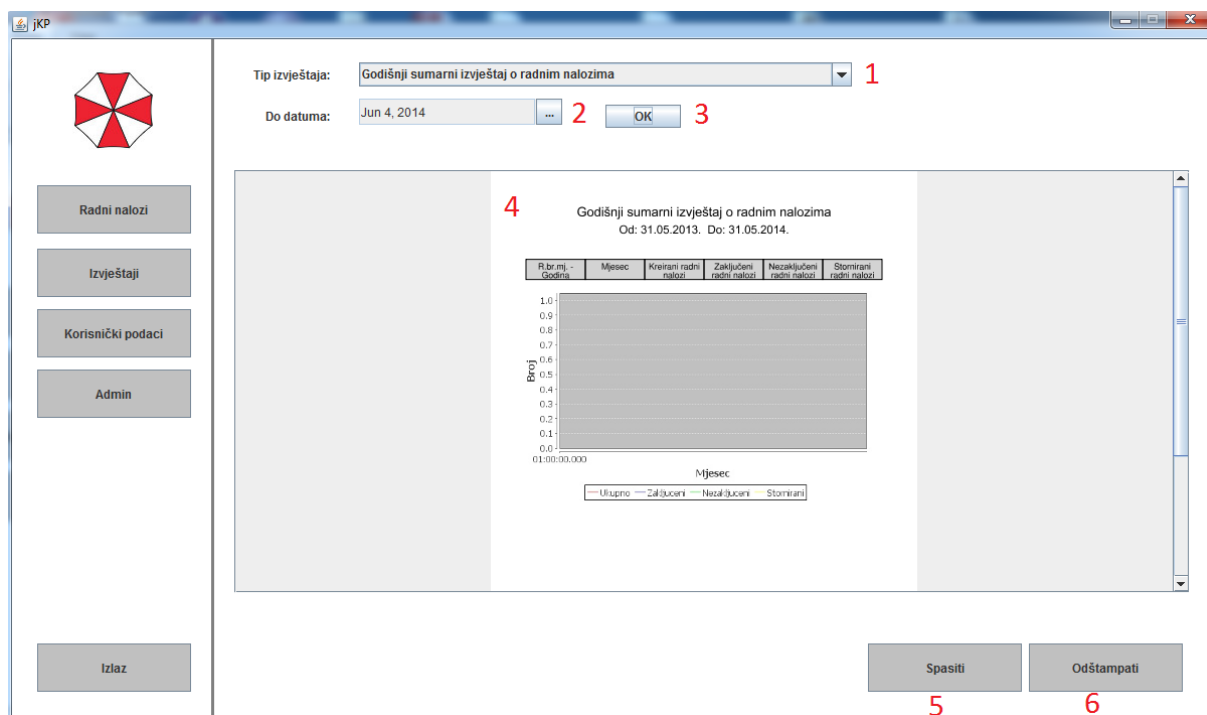 jKP
Tip izvještaja:
Godišnji sumarni izvještaj o radnim nalozima
1
Do datuma:
Jun 4, 2014
...
2
OK
3
Radni nalozi
Izvještaji
Korisnički podaci
Admin
Izlaz
4
Godišnji sumarni izvještaj o radnim nalozima
Od: 31.05.2013. Do: 31.05.2014.
R.br.mj. - Godina
Mjesec
Kreirani radni nalozi
Zaključeni radni nalozi
Nezaključeni radni nalozi
Stornirani radni nalozi
1.0
0.9
0.8
0.7
0.6
0.5
0.4
0.3
0.2
0.1
0.0
Broj
01:00:00.000
Mjesec
Ukupno Zakljuceni Nezakljuceni Stornirani
Spasiti
Odštampati
5
6